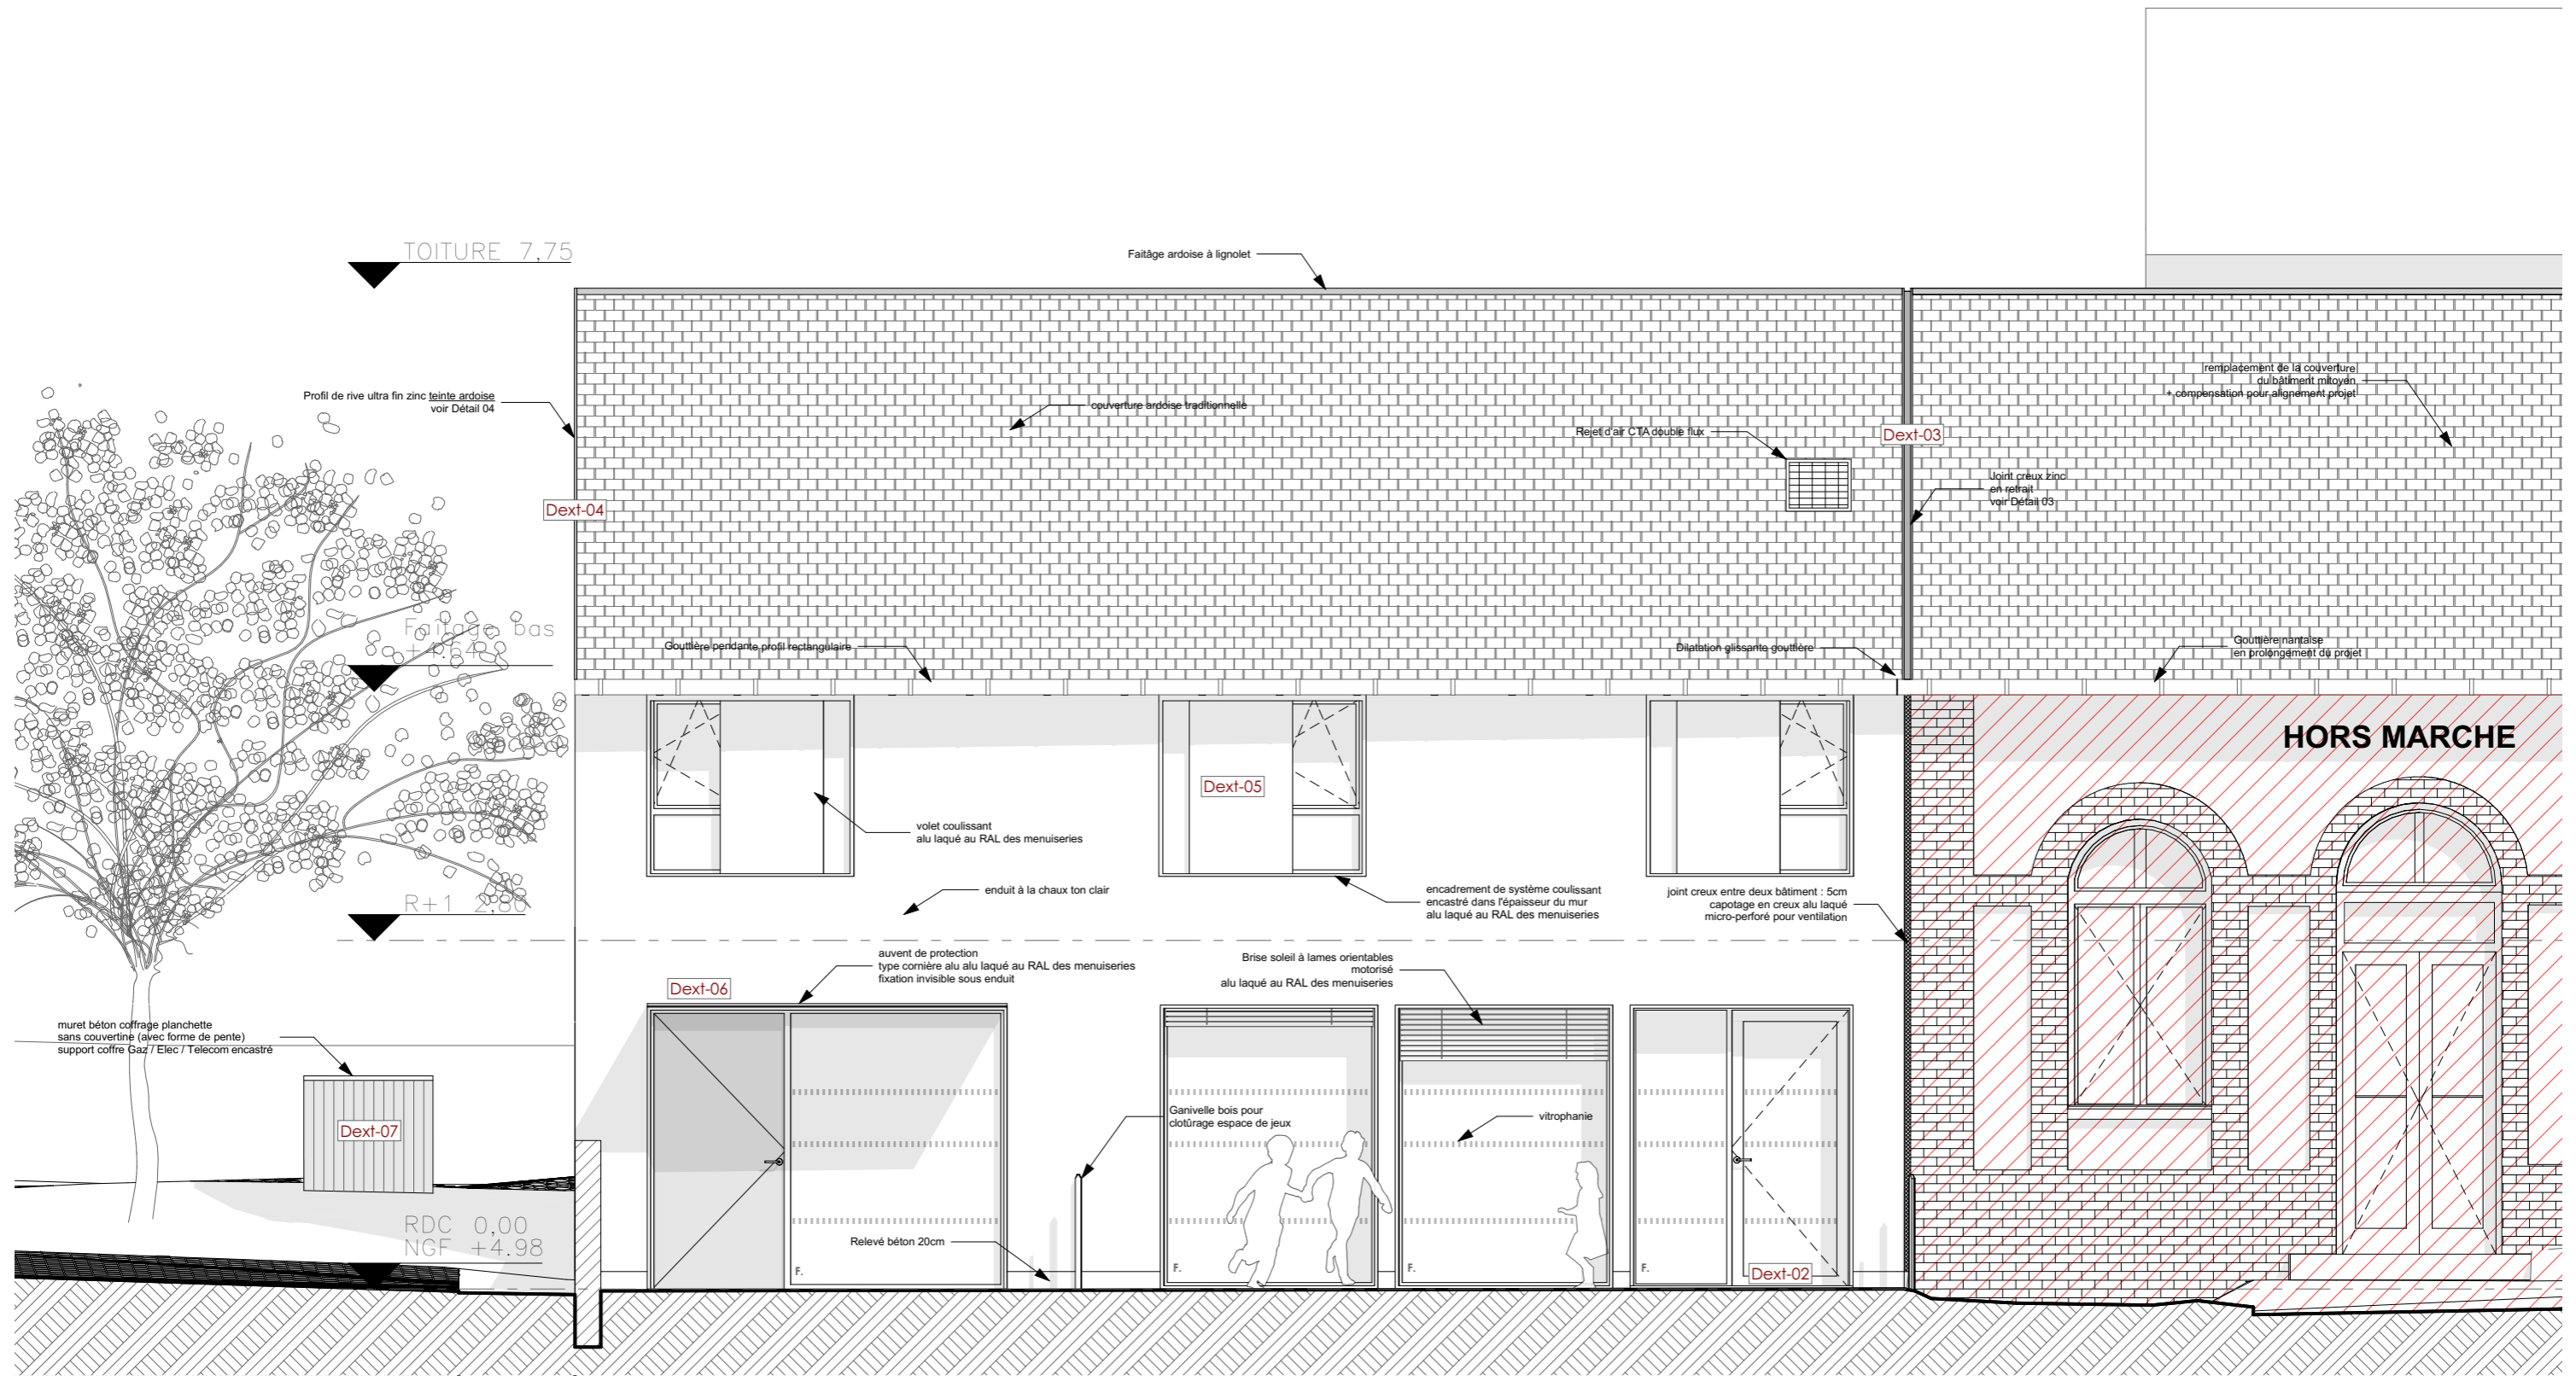 TOITURE 7,75
Faitâge ardoise à lignolet
Profil de rive ultra fin zinc teinte ardoise
voir Détail 04
couverture ardoise traditionnelle
Rejet d'air CTA double flux
Dext-03
remplacement de la couverture
du bâtiment mitoyen
+ compensation pour alignement projet
Joint creux zinc
en retrait
voir Détail 03
Dext-04
Faîtage bas
+4.64
Gouttière pendante profil rectangulaire
Dilatation glissante gouttière
Gouttière nantaise
en prolongement du projet
HORS MARCHE
Dext-05
volet coulissant
alu laqué au RAL des menuiseries
enduit à la chaux ton clair
encadrement de système coulissant
encastré dans l'épaisseur du mur
alu laqué au RAL des menuiseries
joint creux entre deux bâtiment : 5cm
capotage en creux alu laqué
micro-perforé pour ventilation
R+1 2,80
auvent de protection
type cornière alu alu laqué au RAL des menuiseries
fixation invisible sous enduit
Brise soleil à lames orientables
motorisé
alu laqué au RAL des menuiseries
Dext-06
muret béton coffrage planchette
sans couvertine (avec forme de pente)
support coffre Gaz / Elec / Telecom encastré
Dext-07
Ganivelle bois pour
clotûrage espace de jeux
vitrophanie
RDC 0,00
NGF +4.98
Relevé béton 20cm
F.
F.
F.
F.
Dext-02